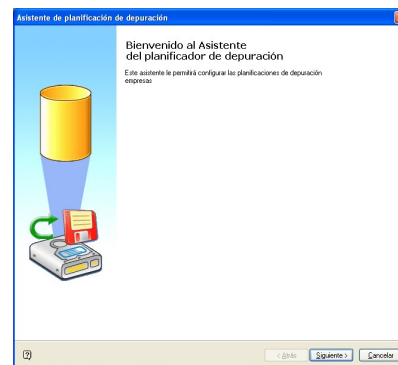 Asistente de planificación de depuración
Bienvenido al Asistente
del planificador de depuración
Este asistente le permitirá configurar las planificaciones de depuración
empresas
< Atrás
Siguiente >
Cancelar